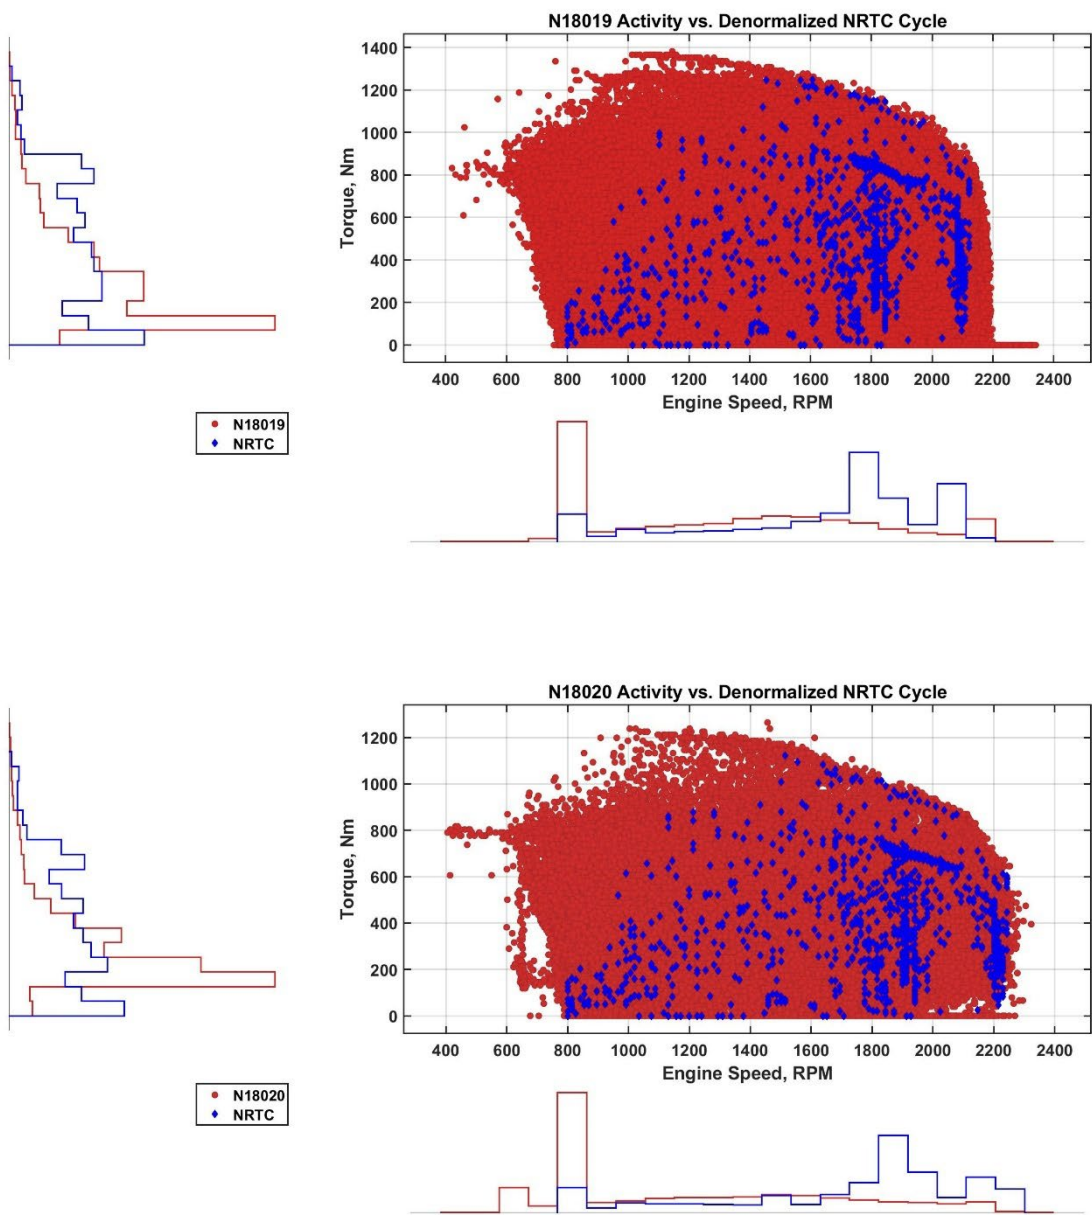 N18019 Activity vs. Denormalized NRTC Cycle
1400
1200
1000
800
600
400
200
0
Torque, Nm
400 600 800 1000 1200 1400 1600 1800 2000 2200 2400
Engine Speed, RPM
N18019
NRTC
N18020 Activity vs. Denormalized NRTC Cycle
1200
1000
800
600
400
200
0
Torque, Nm
400 600 800 1000 1200 1400 1600 1800 2000 2200 2400
Engine Speed, RPM
N18020
NRTC